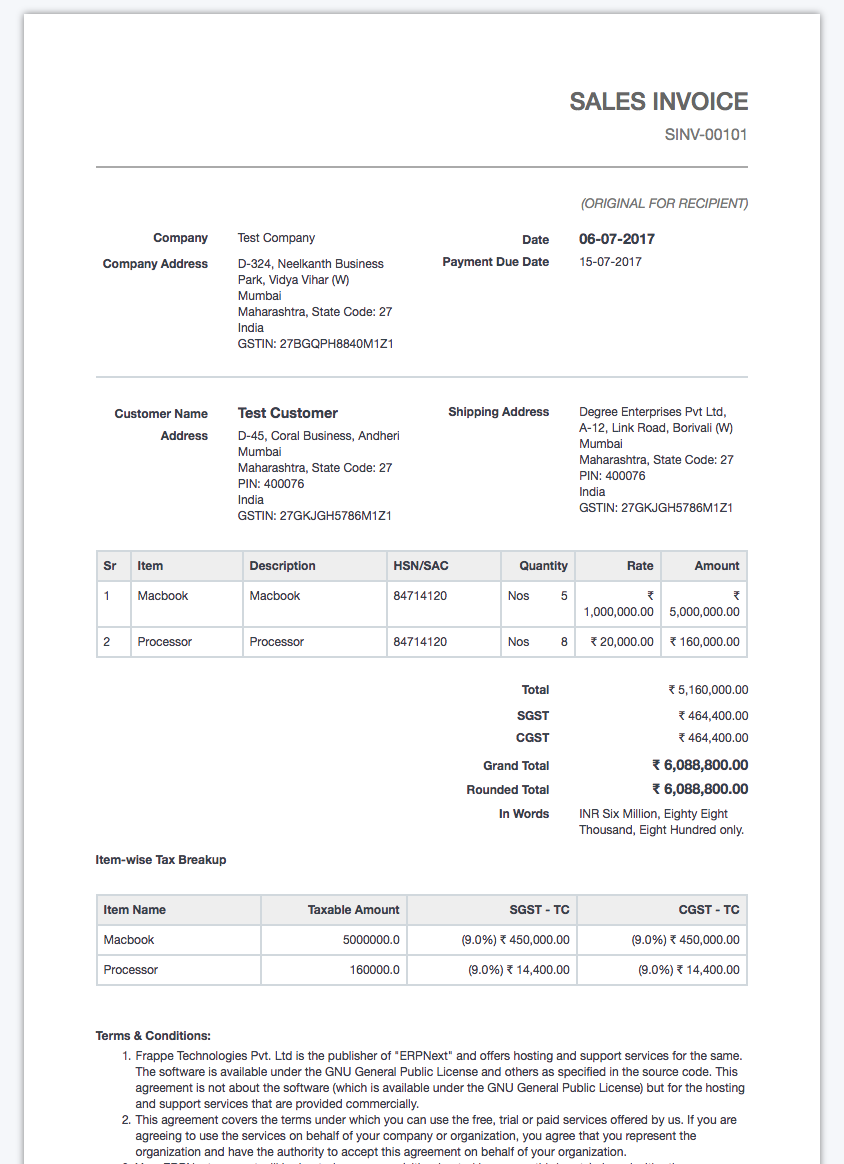 SALES INVOICE
SINV-00101
(ORIGINAL FOR RECIPIENT)
Company Test Company
Company Address D-324, Neelkanth Business
Park, Vidya Vihar (W)
Mumbai
Maharashtra, State Code: 27
India
GSTIN: 27BGQPH8840M1Z1
Date 06-07-2017
Payment Due Date 15-07-2017
Customer Name Test Customer
Address D-45, Coral Business, Andheri
Mumbai
Maharashtra, State Code: 27
PIN: 400076
India
GSTIN: 27GKJGH5786M1Z1
Shipping Address Degree Enterprises Pvt Ltd,
A-12, Link Road, Borivali (W)
Mumbai
Maharashtra, State Code: 27
PIN: 400076
India
GSTIN: 27GKJGH5786M1Z1
Sr Item Description HSN/SAC Quantity Rate Amount
1 Macbook Macbook 84714120 Nos 5 ₹ ₹
1,000,000.00 5,000,000.00
2 Processor Processor 84714120 Nos 8 ₹ 20,000.00 ₹ 160,000.00
Total ₹ 5,160,000.00
SGST ₹ 464,400.00
CGST ₹ 464,400.00
Grand Total ₹ 6,088,800.00
Rounded Total ₹ 6,088,800.00
In Words INR Six Million, Eighty Eight
Thousand, Eight Hundred only.
Item-wise Tax Breakup
Item Name Taxable Amount SGST - TC CGST - TC
Macbook 5000000.0 (9.0%) ₹ 450,000.00 (9.0%) ₹ 450,000.00
Processor 160000.0 (9.0%) ₹ 14,400.00 (9.0%) ₹ 14,400.00
Terms & Conditions:
1. Frappe Technologies Pvt. Ltd is the publisher of "ERPNext" and offers hosting and support services for the same.
The software is available under the GNU General Public License and others as specified in the source code. This
agreement is not about the software (which is available under the GNU General Public License) but for the hosting
and support services that are provided commercially.
2. This agreement covers the terms under which you can use the free, trial or paid services offered by us. If you are
agreeing to use the services on behalf of your company or organization, you agree that you represent the
organization and have the authority to accept this agreement on behalf of your organization.